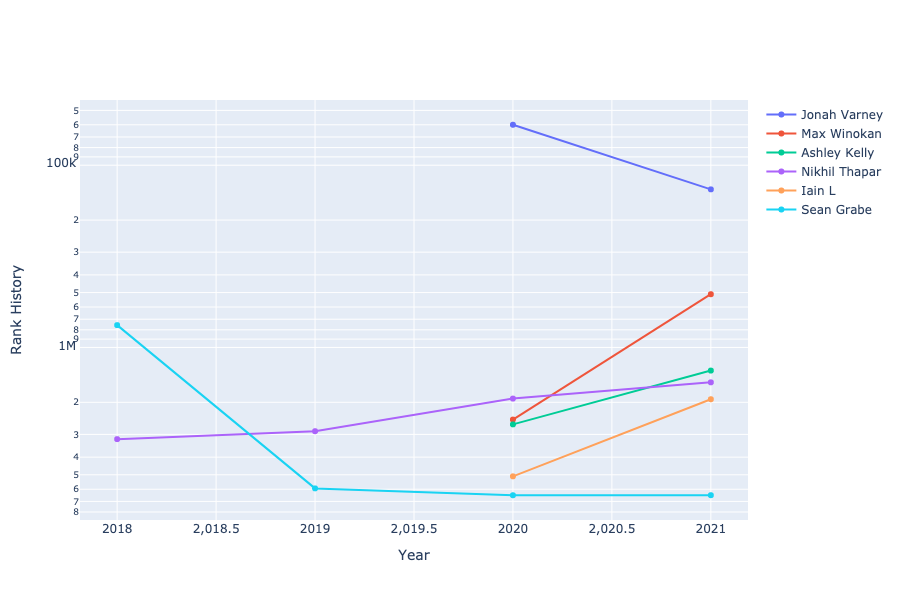 5
6
7
8
9
100k
2
3
4
5
6
7
8
9
1M
2
3
4
5
6
7
8
2018
2,018.5
2019
2,019.5
2020
2,020.5
2021
Year
Rank History
Jonah Varney
Max Winokan
Ashley Kelly
Nikhil Thapar
Iain L
Sean Grabe